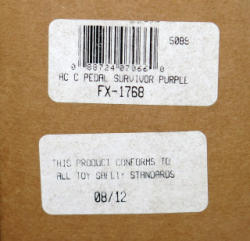 5089
0 88724 07066 0
AC C PEDAL SURVIVOR PURPLE
FX-1768
THIS PRODUCT CONFORMS TO
ALL TOY SAFETY STANDARDS
08/12